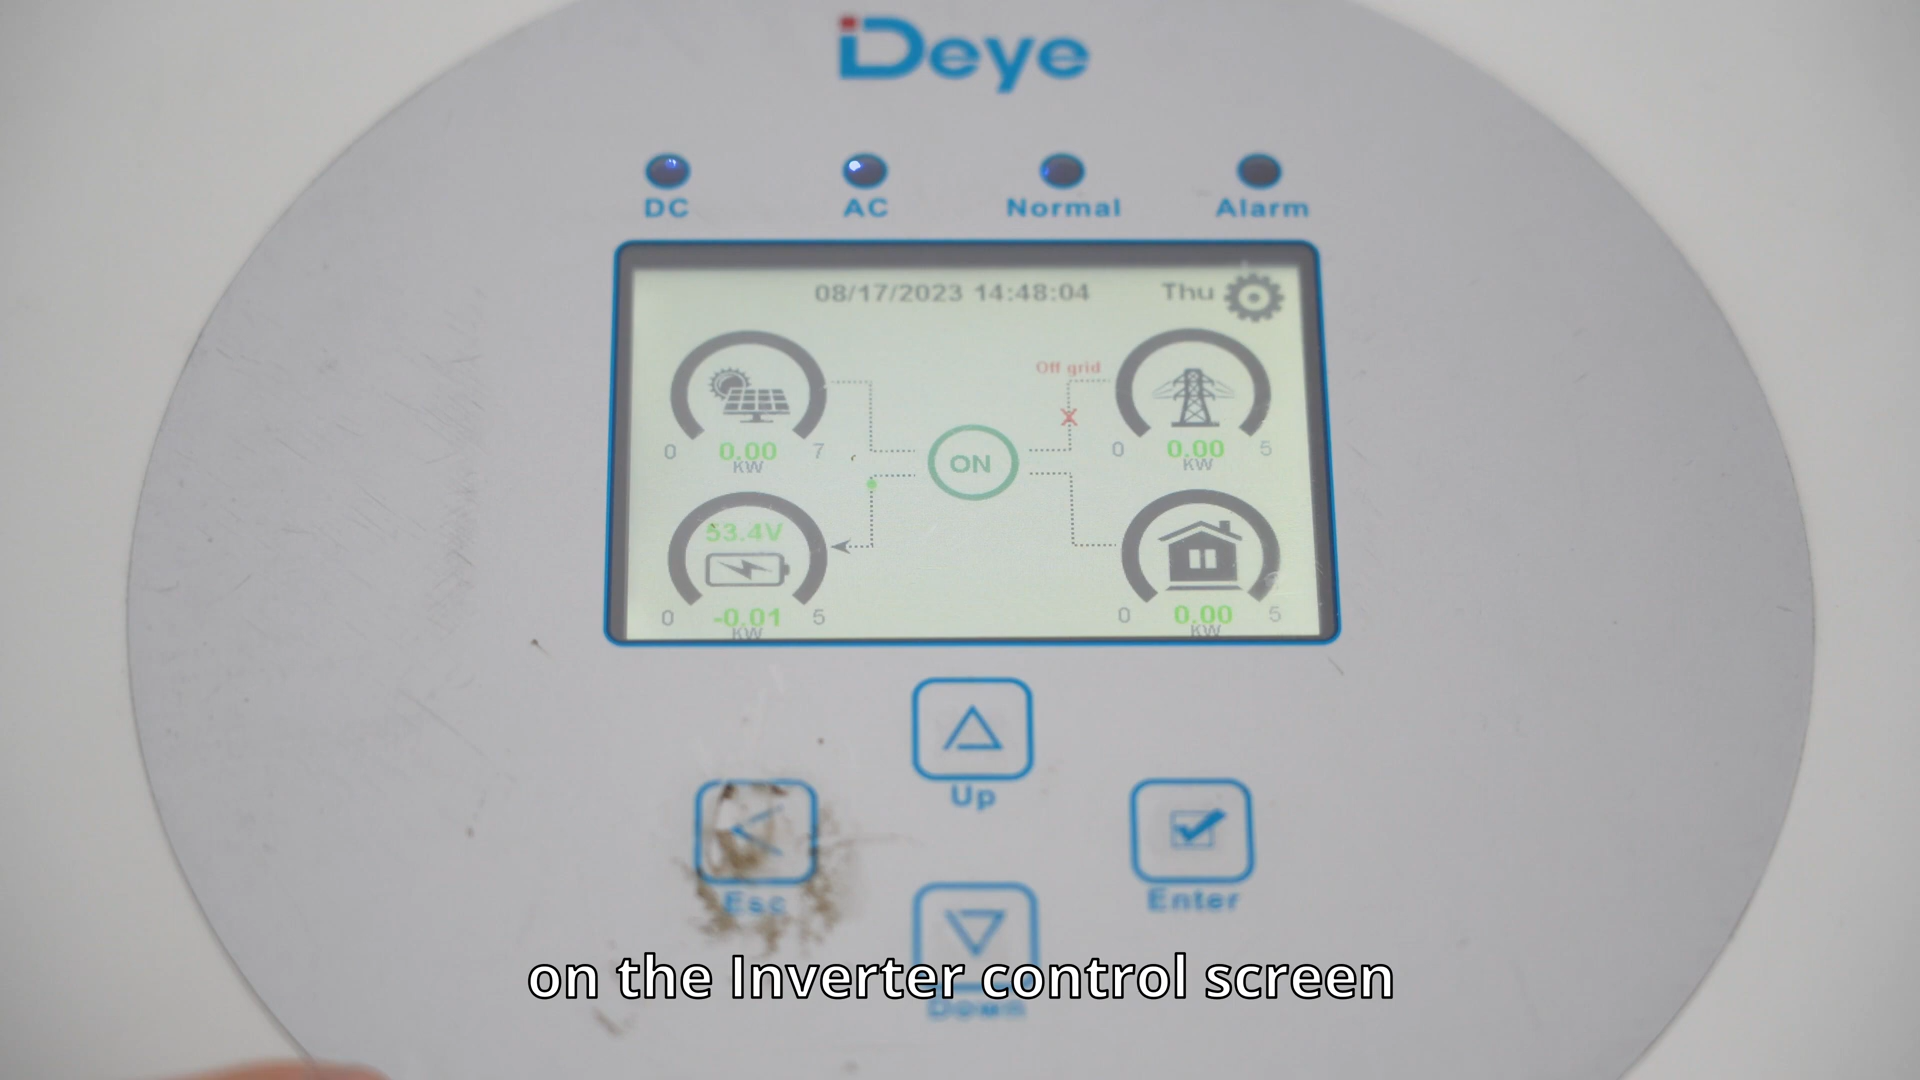 Deye
DC AC Normal Alarm
08/17/2023 14:48:04 Thu
Off grid
0 0.00 7
KW
0 0.00 5
KW
ON
53.4V
0 -0.01 5
KW
0 0.00 5
KW
Up
Esc
Enter
on the Inverter control screen
Down